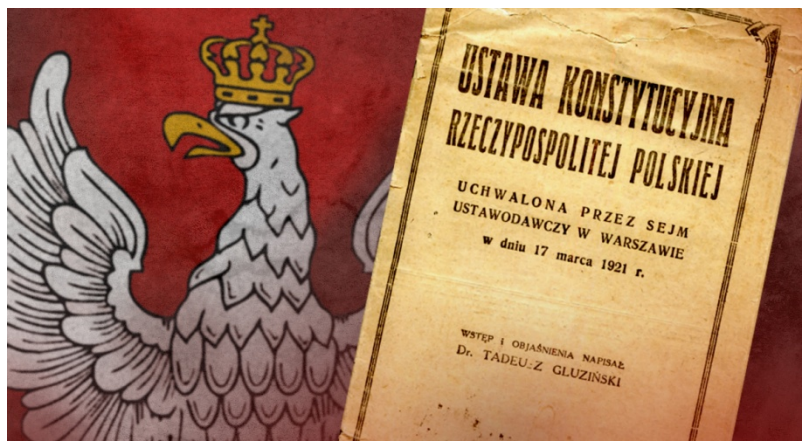 USTAWA KONSTYTUCYJNA
RZECZYPOSPOLITEJ POLSKIEJ
UCHWALONA PRZEZ SEJM
USTAWODAWCZY W WARSZAWIE
w dniu 17 marca 1921 r.
WSTĘP i OBJAŚNIENIA NAPISAŁ
Dr. TADEUSZ GLUZIŃSKI